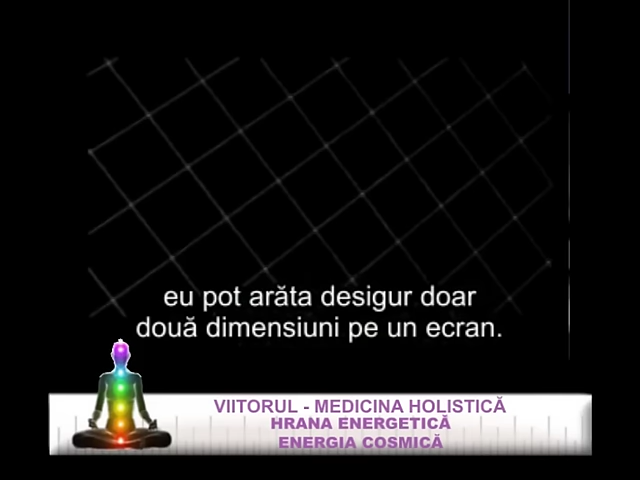 eu pot arăta desigur doar
două dimensiuni pe un ecran.
VIITORUL - MEDICINA HOLISTICĂ
HRANA ENERGETICĂ
ENERGIA COSMICĂ